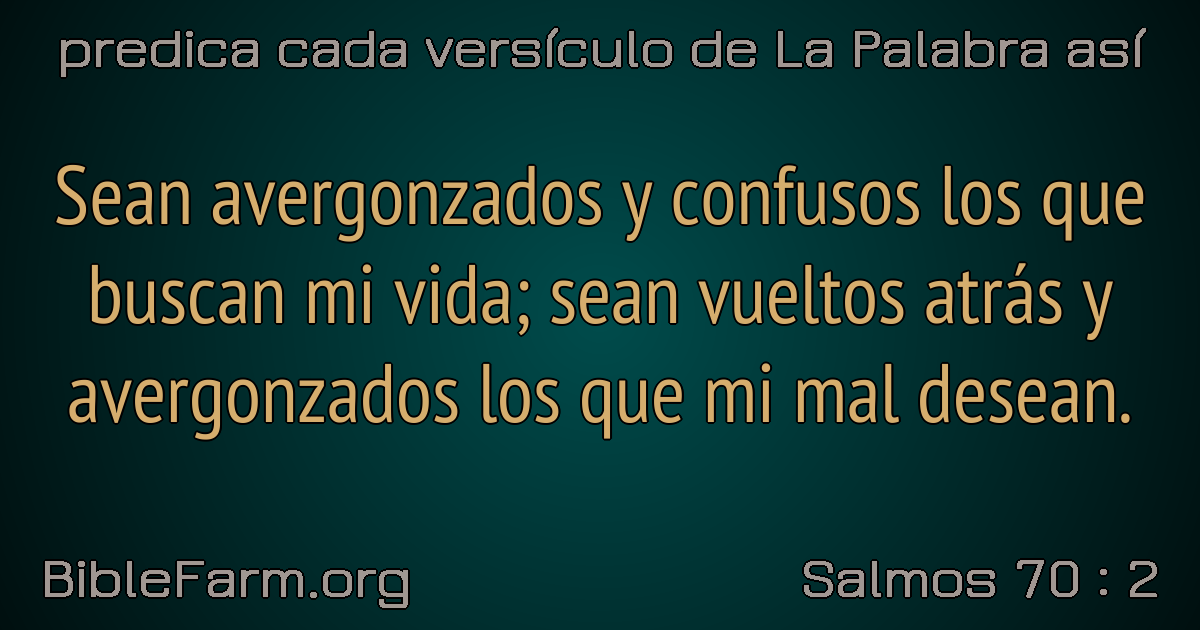 predica cada versículo de La Palabra así
Sean avergonzados y confusos los que
buscan mi vida; sean vueltos atrás y
avergonzados los que mi mal desean.
BibleFarm.org
Salmos 70 : 2